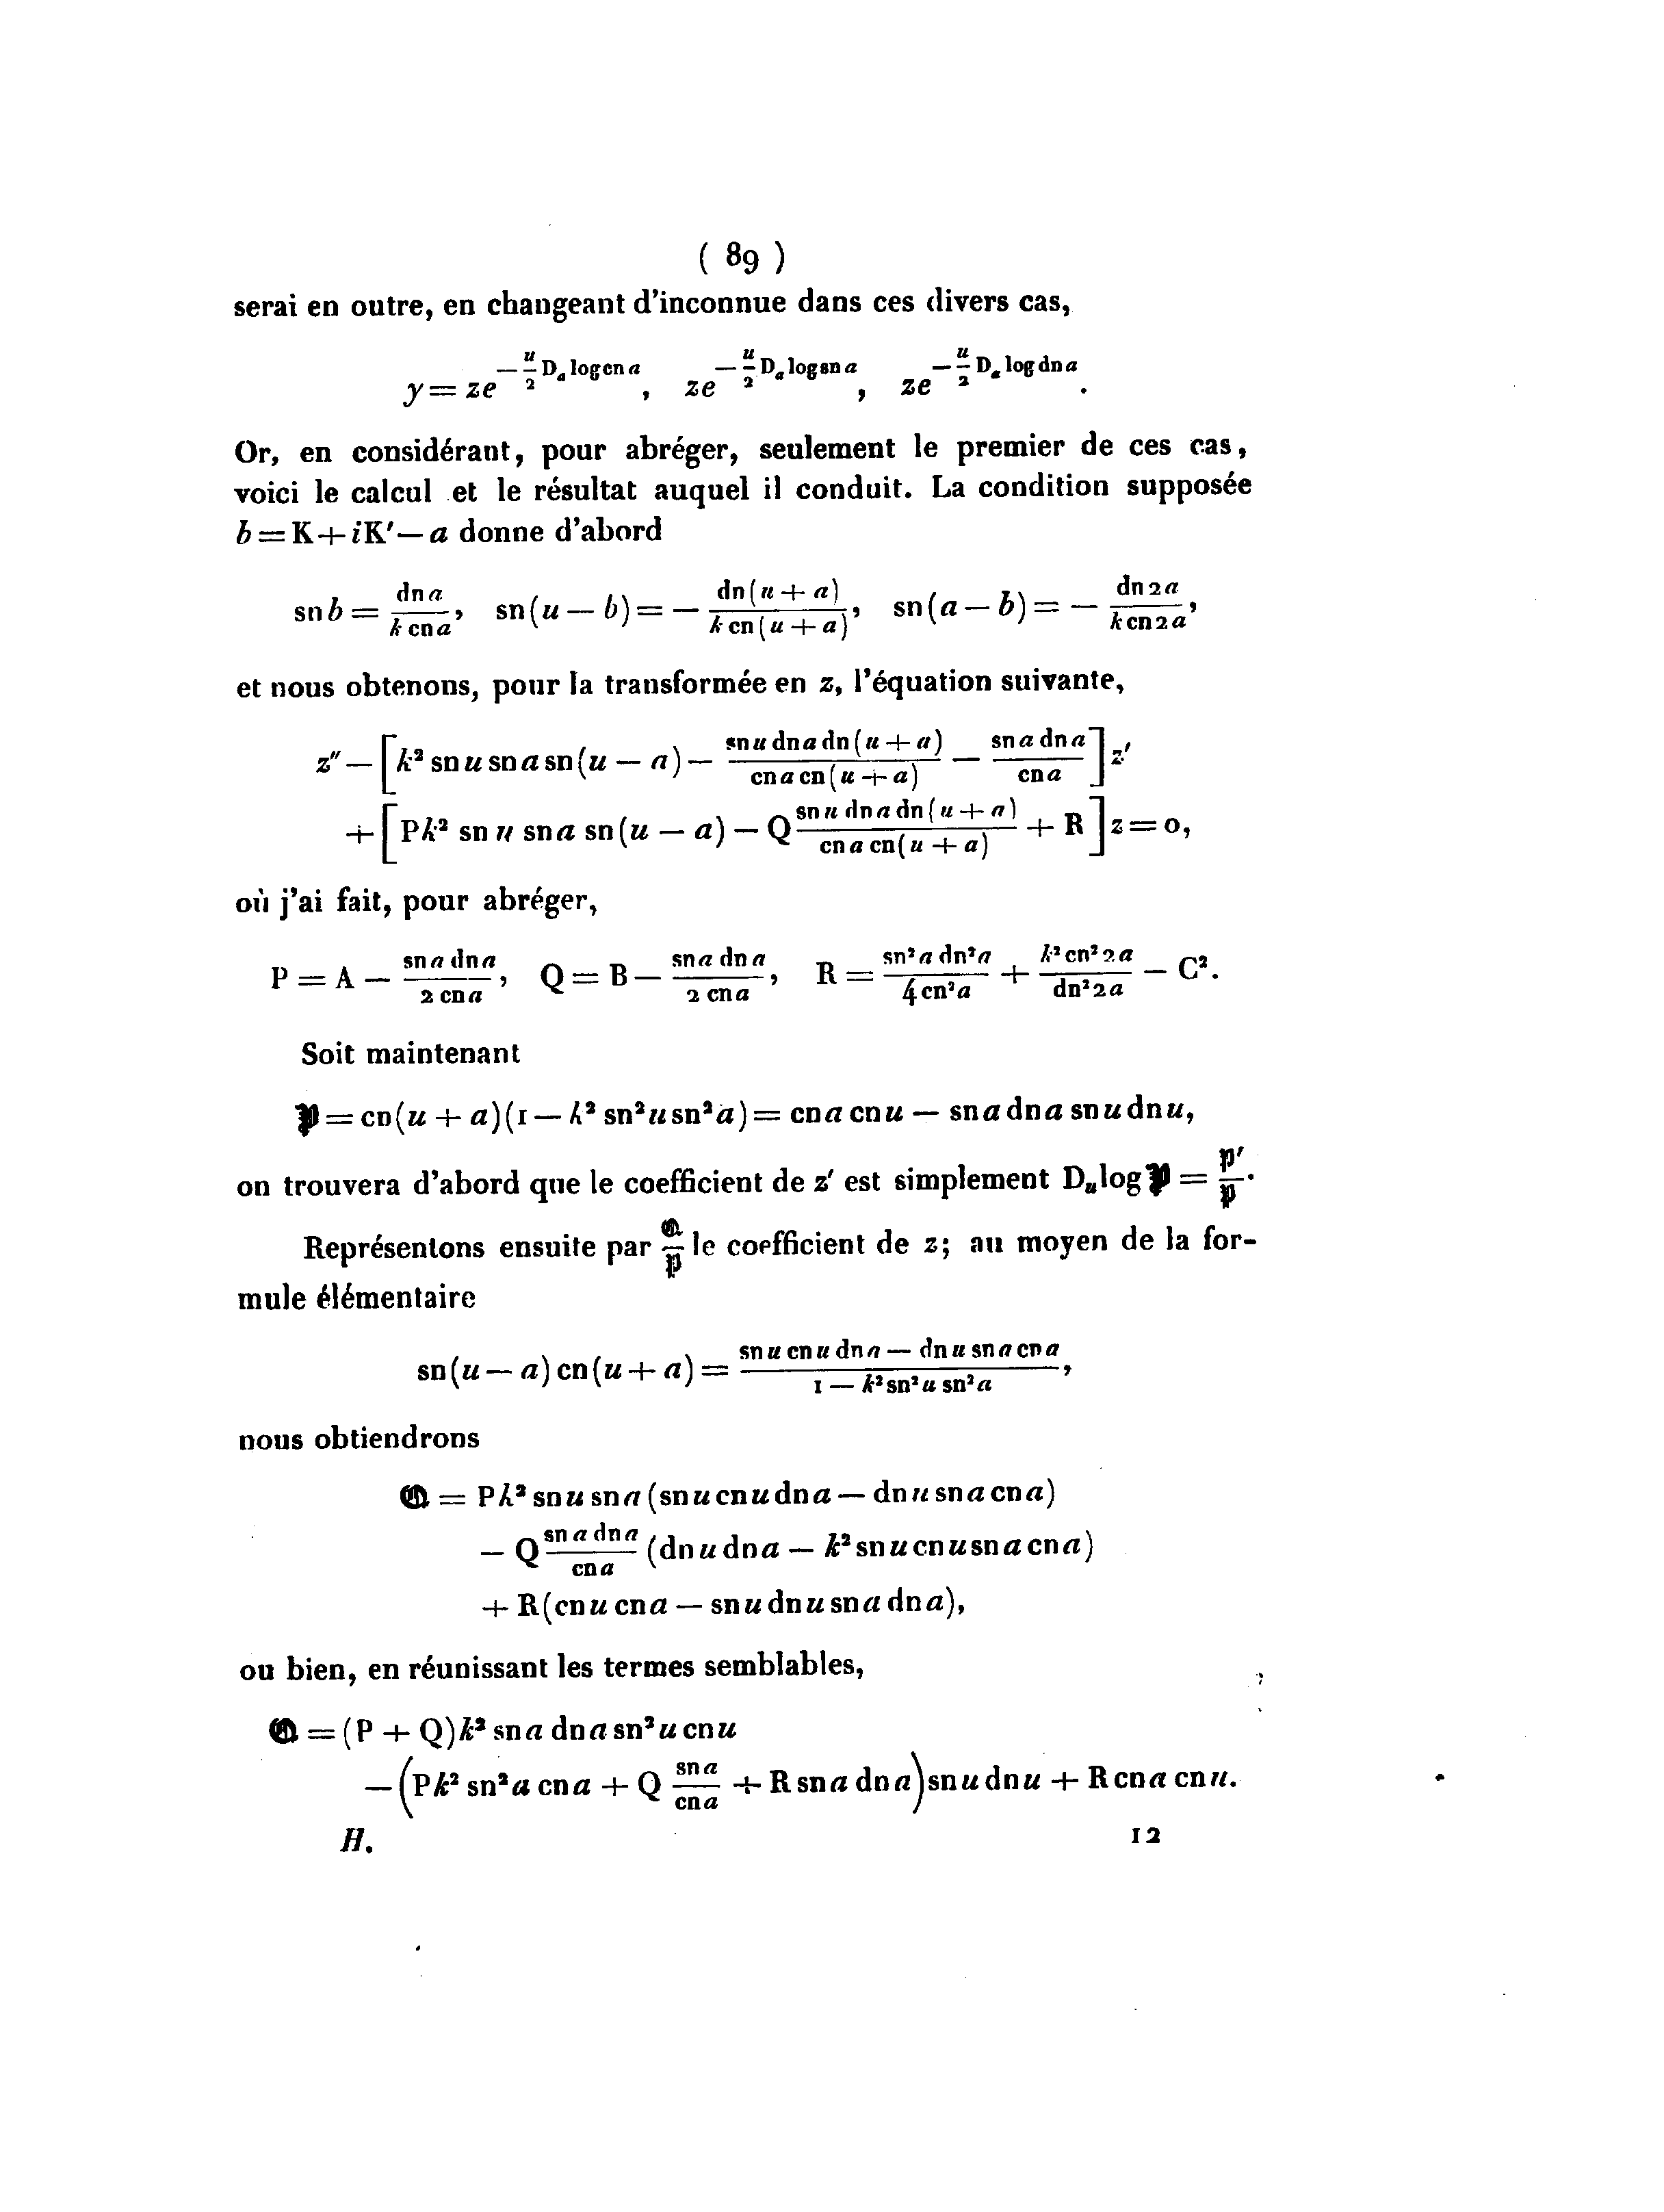 ( 89 )
serai en outre, en changeant d'inconnue dans ces divers cas,
$y = ze^{-\frac{u}{2} D_a \log \operatorname{cn} a}, \quad ze^{-\frac{u}{2} D_a \log \operatorname{sn} a}, \quad ze^{-\frac{u}{2} D_a \log \operatorname{dn} a}.$
Or, en considérant, pour abréger, seulement le premier de ces cas,
voici le calcul et le résultat auquel il conduit. La condition supposée
$b = K + iK' - a$ donne d'abord
$\operatorname{sn} b = \frac{\operatorname{dn} a}{k \operatorname{cn} a}, \quad \operatorname{sn}(u - b) = -\frac{\operatorname{dn}(u + a)}{k \operatorname{cn}(u + a)}, \quad \operatorname{sn}(a - b) = -\frac{\operatorname{dn} 2a}{k \operatorname{cn} 2a},$
et nous obtenons, pour la transformée en $z$, l'équation suivante,
$z'' - \left[ k^2 \operatorname{sn} u \operatorname{sn} a \operatorname{sn}(u - a) - \frac{\operatorname{sn} u \operatorname{dn} a \operatorname{dn}(u + a)}{\operatorname{cn} a \operatorname{cn}(u + a)} - \frac{\operatorname{sn} a \operatorname{dn} a}{\operatorname{cn} a} \right] z'$
$+ \left[ P k^2 \operatorname{sn} u \operatorname{sn} a \operatorname{sn}(u - a) - Q \frac{\operatorname{sn} u \operatorname{dn} a \operatorname{dn}(u + a)}{\operatorname{cn} a \operatorname{cn}(u + a)} + R \right] z = 0,$
où j'ai fait, pour abréger,
$P = A - \frac{\operatorname{sn} a \operatorname{dn} a}{2 \operatorname{cn} a}, \quad Q = B - \frac{\operatorname{sn} a \operatorname{dn} a}{2 \operatorname{cn} a}, \quad R = \frac{\operatorname{sn}^2 a \operatorname{dn}^2 a}{4 \operatorname{cn}^2 a} + \frac{k^2 \operatorname{cn}^2 2a}{\operatorname{dn}^2 2a} - C^2.$
Soit maintenant
$\mathfrak{P} = \operatorname{cn}(u + a)(1 - k^2 \operatorname{sn}^2 u \operatorname{sn}^2 a) = \operatorname{cn} a \operatorname{cn} u - \operatorname{sn} a \operatorname{dn} a \operatorname{sn} u \operatorname{dn} u,$
on trouvera d'abord que le coefficient de $z'$ est simplement $D_u \log \mathfrak{P} = \frac{\mathfrak{P}'}{\mathfrak{P}}.$
Représentons ensuite par $\frac{\mathfrak{Q}}{\mathfrak{P}}$ le coefficient de $z$; au moyen de la for-
mule élémentaire
$\operatorname{sn}(u - a) \operatorname{cn}(u + a) = \frac{\operatorname{sn} u \operatorname{cn} u \operatorname{dn} a - \operatorname{dn} u \operatorname{sn} a \operatorname{cn} a}{1 - k^2 \operatorname{sn}^2 u \operatorname{sn}^2 a},$
nous obtiendrons
$\mathfrak{Q} = P k^2 \operatorname{sn} u \operatorname{sn} a (\operatorname{sn} u \operatorname{cn} u \operatorname{dn} a - \operatorname{dn} u \operatorname{sn} a \operatorname{cn} a)$
$- Q \frac{\operatorname{sn} a \operatorname{dn} a}{\operatorname{cn} a} (\operatorname{dn} u \operatorname{dn} a - k^2 \operatorname{sn} u \operatorname{cn} u \operatorname{sn} a \operatorname{cn} a)$
$+ R (\operatorname{cn} u \operatorname{cn} a - \operatorname{sn} u \operatorname{dn} u \operatorname{sn} a \operatorname{dn} a),$
ou bien, en réunissant les termes semblables,
$\mathfrak{Q} = (P + Q) k^2 \operatorname{sn} a \operatorname{dn} a \operatorname{sn}^2 u \operatorname{cn} u$
$- \left( P k^2 \operatorname{sn}^2 a \operatorname{cn} a + Q \frac{\operatorname{sn} a}{\operatorname{cn} a} + R \operatorname{sn} a \operatorname{dn} a \right) \operatorname{sn} u \operatorname{dn} u + R \operatorname{cn} a \operatorname{cn} u.$
H. 12